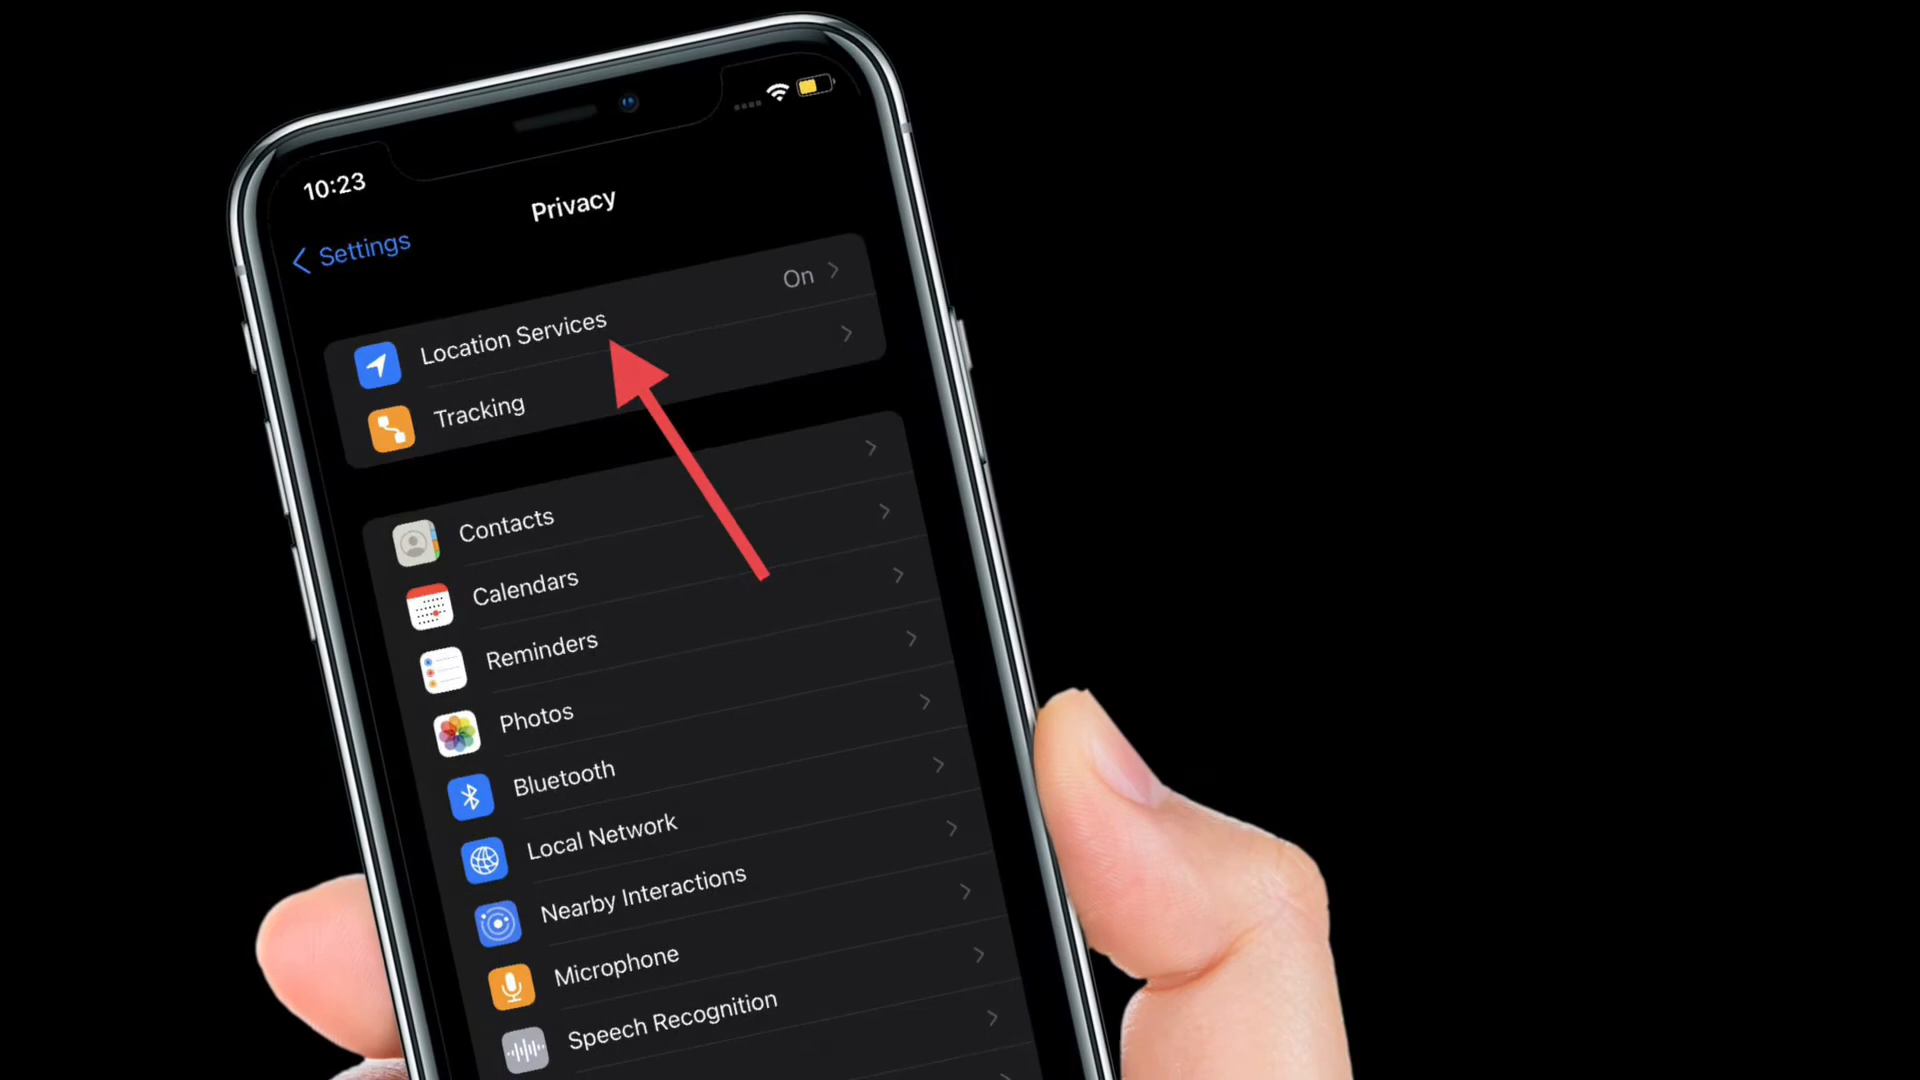 10:23
Settings
Privacy
Location Services
On
Tracking
Contacts
Calendars
Reminders
Photos
Bluetooth
Local Network
Nearby Interactions
Microphone
Speech Recognition